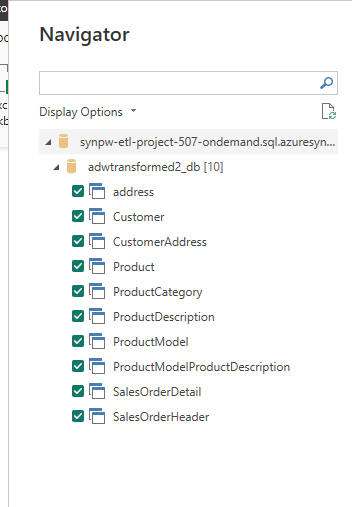 Navigator
Display Options
synpw-etl-project-507-ondemand.sql.azuresyn...
adwtransformed2_db [10]
address
Customer
CustomerAddress
Product
ProductCategory
ProductDescription
ProductModel
ProductModelProductDescription
SalesOrderDetail
SalesOrderHeader